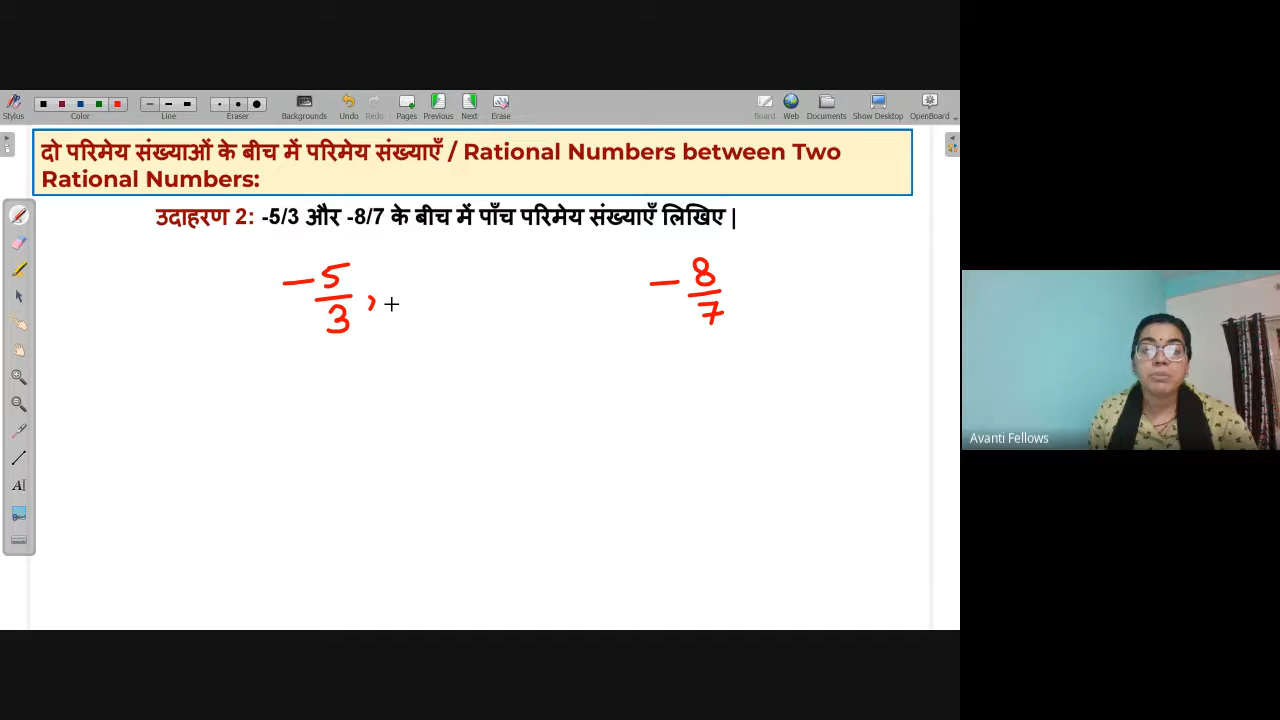 Stylus
Color
Line
Eraser
Backgrounds
Undo
Redo
Pages
Previous
Next
Erase
Board
Web
Documents
Show Desktop
OpenBoard
दो परिमेय संख्याओं के बीच में परिमेय संख्याएँ / Rational Numbers between Two
Rational Numbers:
उदाहरण 2: -5/3 और -8/7 के बीच में पाँच परिमेय संख्याएँ लिखिए |
-5/3 , -8/7
Avanti Fellows